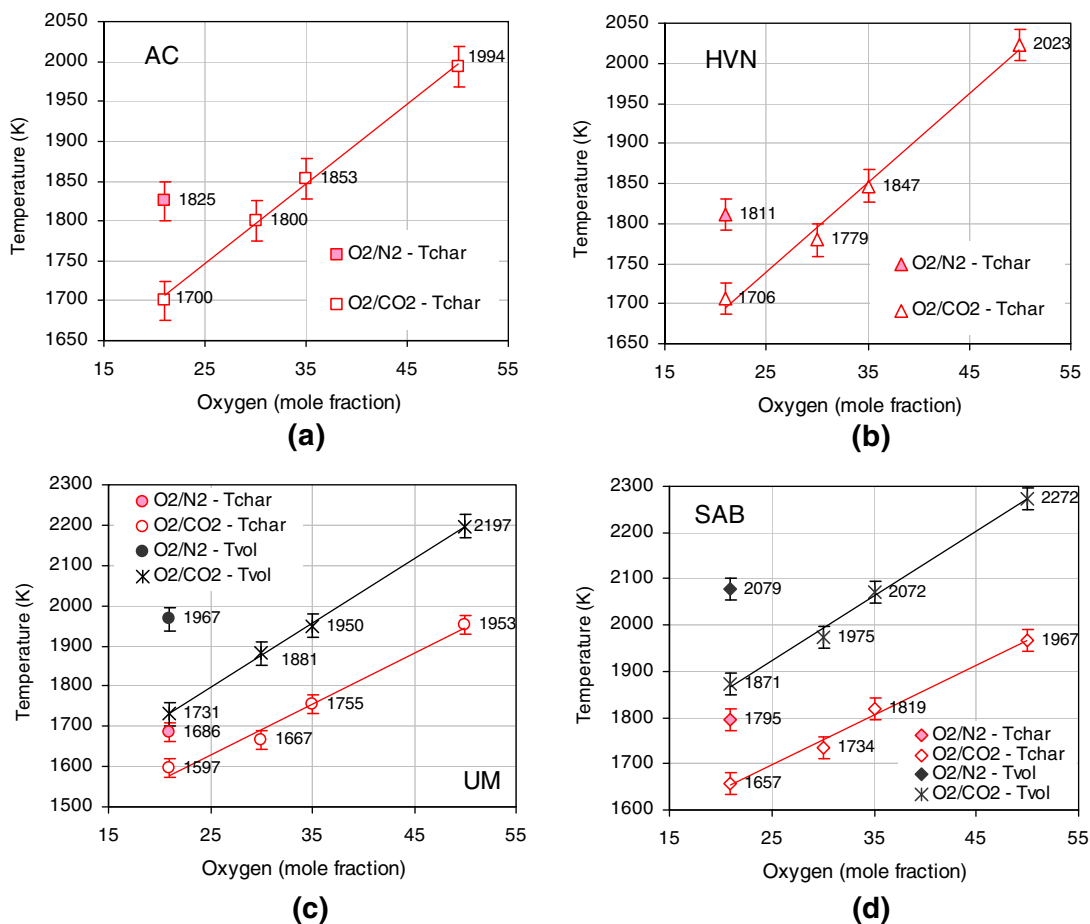 2050
2000
1950
1900
1850
1800
1750
1700
1650
Temperature (K)
AC
1994
1853
1825
1800
1700
O2/N2 - Tchar
O2/CO2 - Tchar
15 25 35 45 55
Oxygen (mole fraction)
(a)
2050
2000
1950
1900
1850
1800
1750
1700
1650
Temperature (K)
HVN
2023
1847
1811
1779
1706
O2/N2 - Tchar
O2/CO2 - Tchar
15 25 35 45 55
Oxygen (mole fraction)
(b)
2300
2200
2100
2000
1900
1800
1700
1600
1500
Temperature (K)
O2/N2 - Tchar
O2/CO2 - Tchar
O2/N2 - Tvol
O2/CO2 - Tvol
2197
1967
1950
1953
1881
1731
1755
1686
1667
1597
UM
15 25 35 45 55
Oxygen (mole fraction)
(c)
2300
2200
2100
2000
1900
1800
1700
1600
Temperature (K)
SAB
2272
2079
2072
1975
1967
1871
1795
1819
1734
1657
O2/N2 - Tchar
O2/CO2 - Tchar
O2/N2 - Tvol
O2/CO2 - Tvol
15 25 35 45 55
Oxygen (mole fraction)
(d)